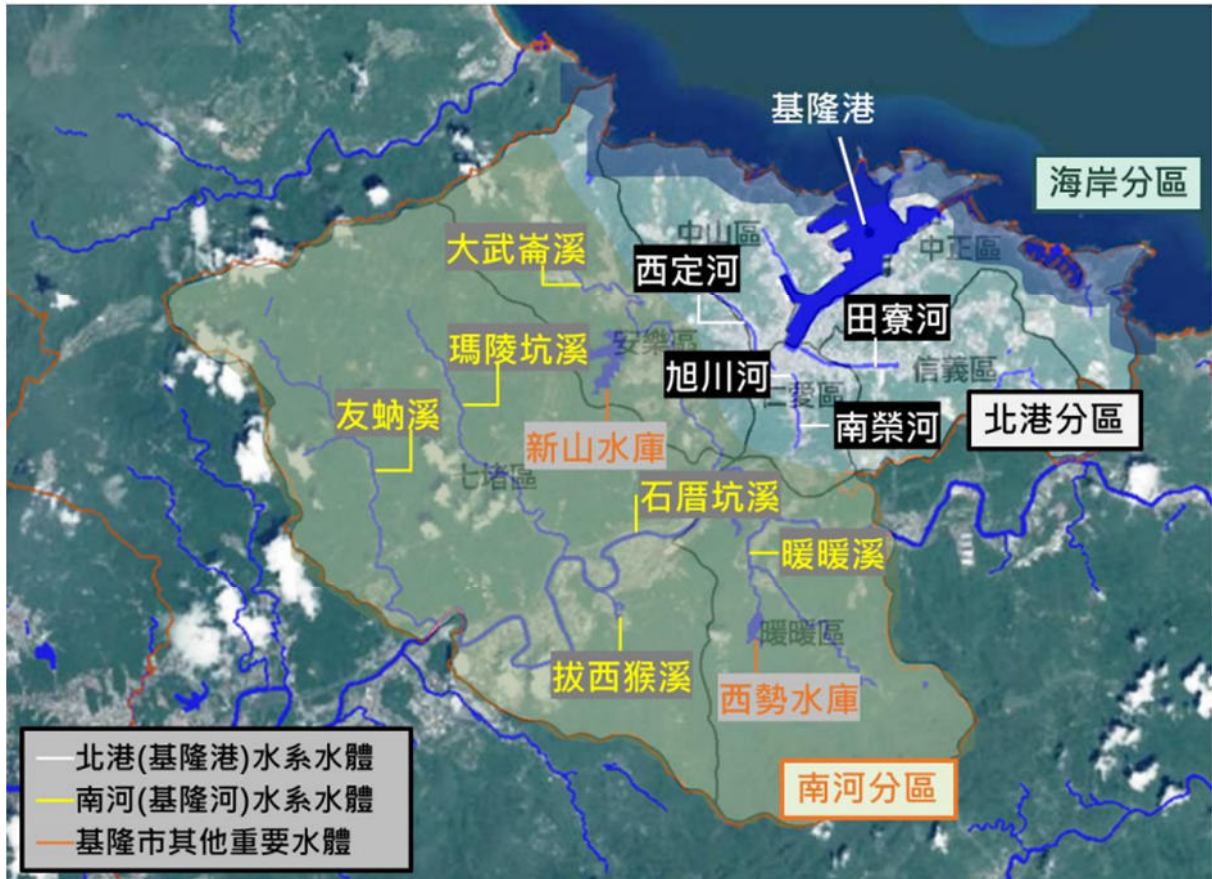 基隆港
海岸分區
中山區
中正區
大武崙溪
西定河
田寮河
瑪陵坑溪
安樂區
信義區
旭川河
仁愛區
友蚋溪
北港分區
南榮河
新山水庫
七堵區
石厝坑溪
暖暖溪
暖暖區
拔西猴溪
西勢水庫
南河分區
北港(基隆港)水系水體
南河(基隆河)水系水體
基隆市其他重要水體